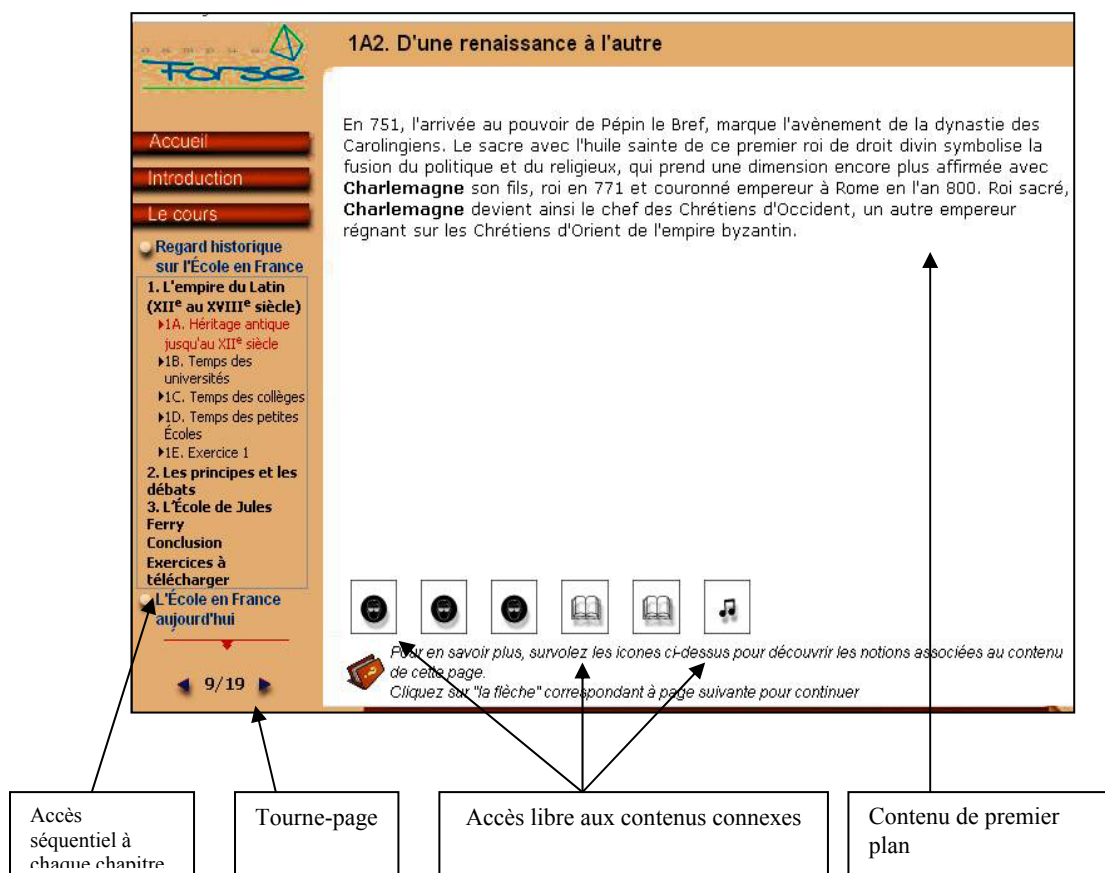 1A2. D'une renaissance à l'autre
Forse
Accueil
Introduction
Le cours
Regard historique
sur l'École en France
1. L'empire du Latin
(XIIe au XVIIIe siècle)
1A. Héritage antique
jusqu'au XIIe siècle
1B. Temps des
universités
1C. Temps des collèges
1D. Temps des petites
Écoles
1E. Exercice 1
2. Les principes et les
débats
3. L'École de Jules
Ferry
Conclusion
Exercices à
télécharger
L'École en France
aujourd'hui
9/19
En 751, l'arrivée au pouvoir de Pépin le Bref, marque l'avènement de la dynastie des
Carolingiens. Le sacre avec l'huile sainte de ce premier roi de droit divin symbolise la
fusion du politique et du religieux, qui prend une dimension encore plus affirmée avec
Charlemagne son fils, roi en 771 et couronné empereur à Rome en l'an 800. Roi sacré,
Charlemagne devient ainsi le chef des Chrétiens d'Occident, un autre empereur
régnant sur les Chrétiens d'Orient de l'empire byzantin.
Pour en savoir plus, survolez les icones ci-dessus pour découvrir les notions associées au contenu
de cette page.
Cliquez sur "la flèche" correspondant à page suivante pour continuer
Accès
séquentiel à
chaque chapitre
Tourne-page
Accès libre aux contenus connexes
Contenu de premier
plan